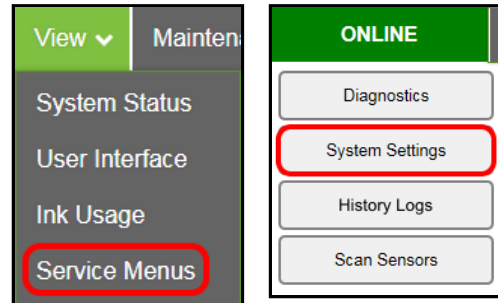 View Mainten
System Status
User Interface
Ink Usage
Service Menus
ONLINE
Diagnostics
System Settings
History Logs
Scan Sensors